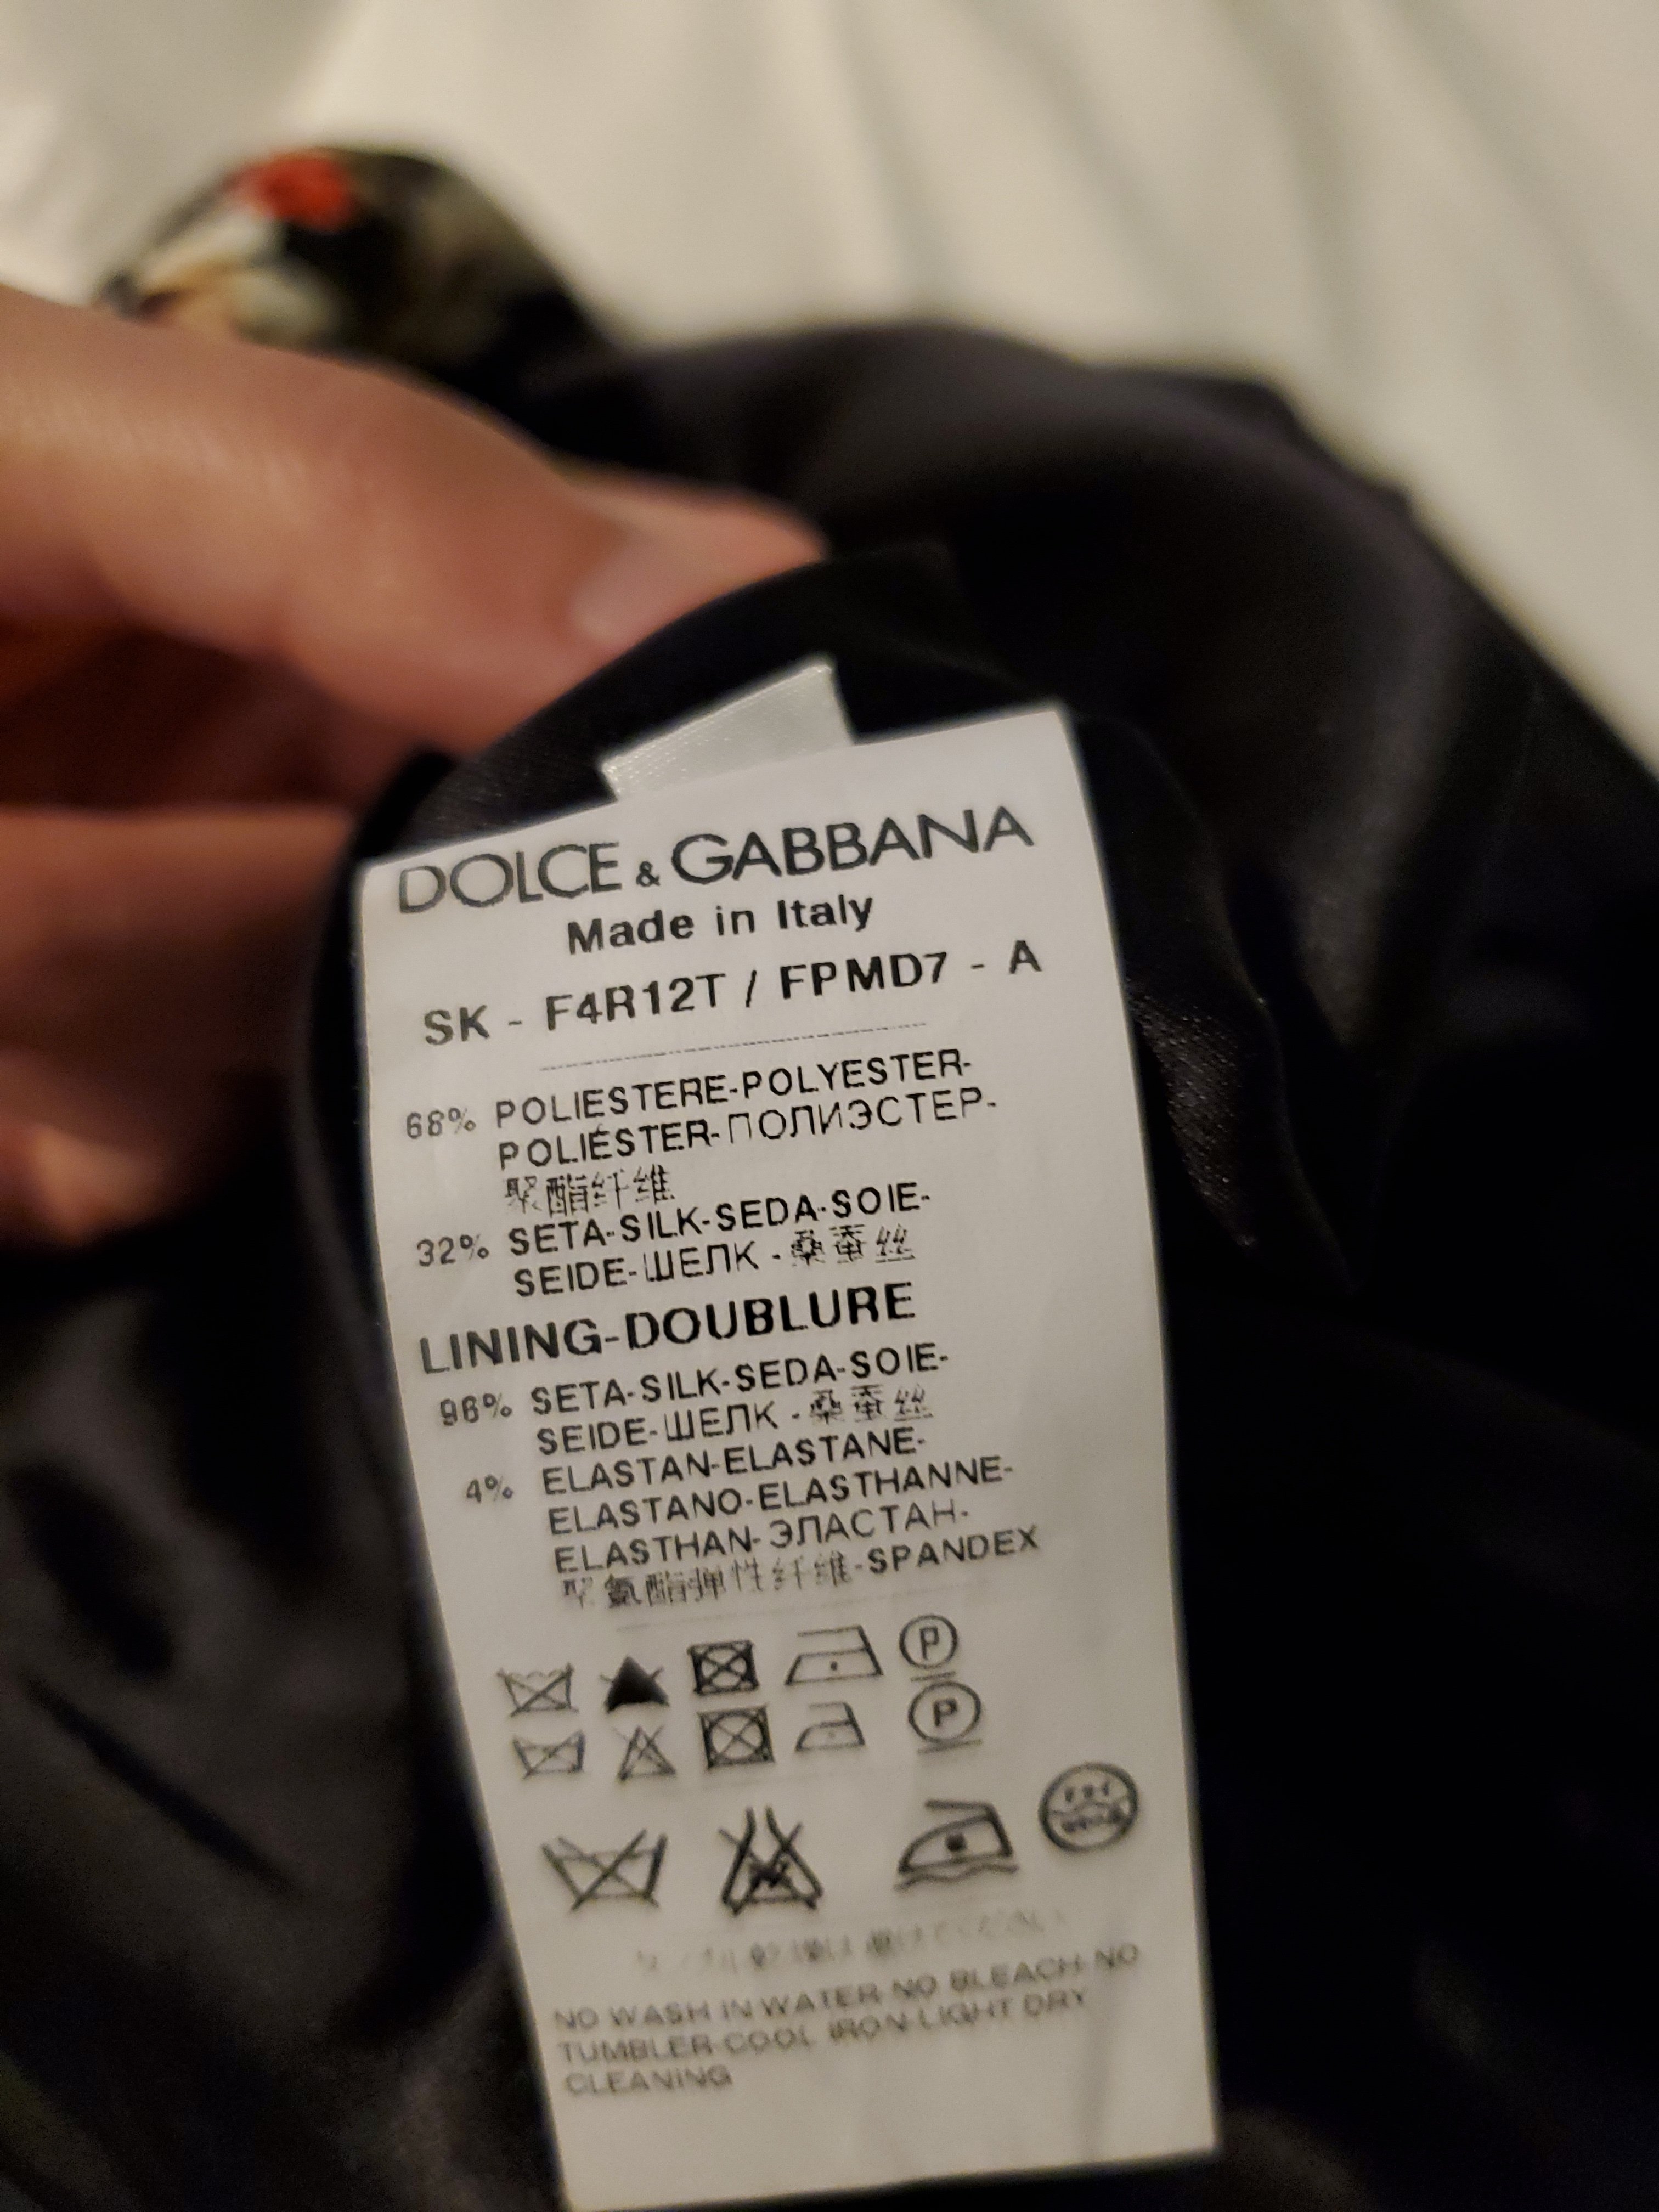 DOLCE & GABBANA
Made in Italy
SK - F4R12T / FPMD7 - A
68% POLIESTERE-POLYESTER-
POLIÉSTER-ПОЛИЭСТЕР-
聚酯纤维
32% SETA-SILK-SEDA-SOIE-
SEIDE-ШЕЛК - 桑蚕丝
LINING-DOUBLURE
96% SETA-SILK-SEDA-SOIE-
SEIDE-ШЕЛК - 桑蚕丝
4% ELASTAN-ELASTANE-
ELASTANO-ELASTHANNE-
ELASTHAN-ЭЛАСТАН-
聚氨酯弹性纤维-SPANDEX
P
P
NO WASH IN WATER-NO BLEACH-NO
TUMBLER-COOL IRON-LIGHT DRY
CLEANING